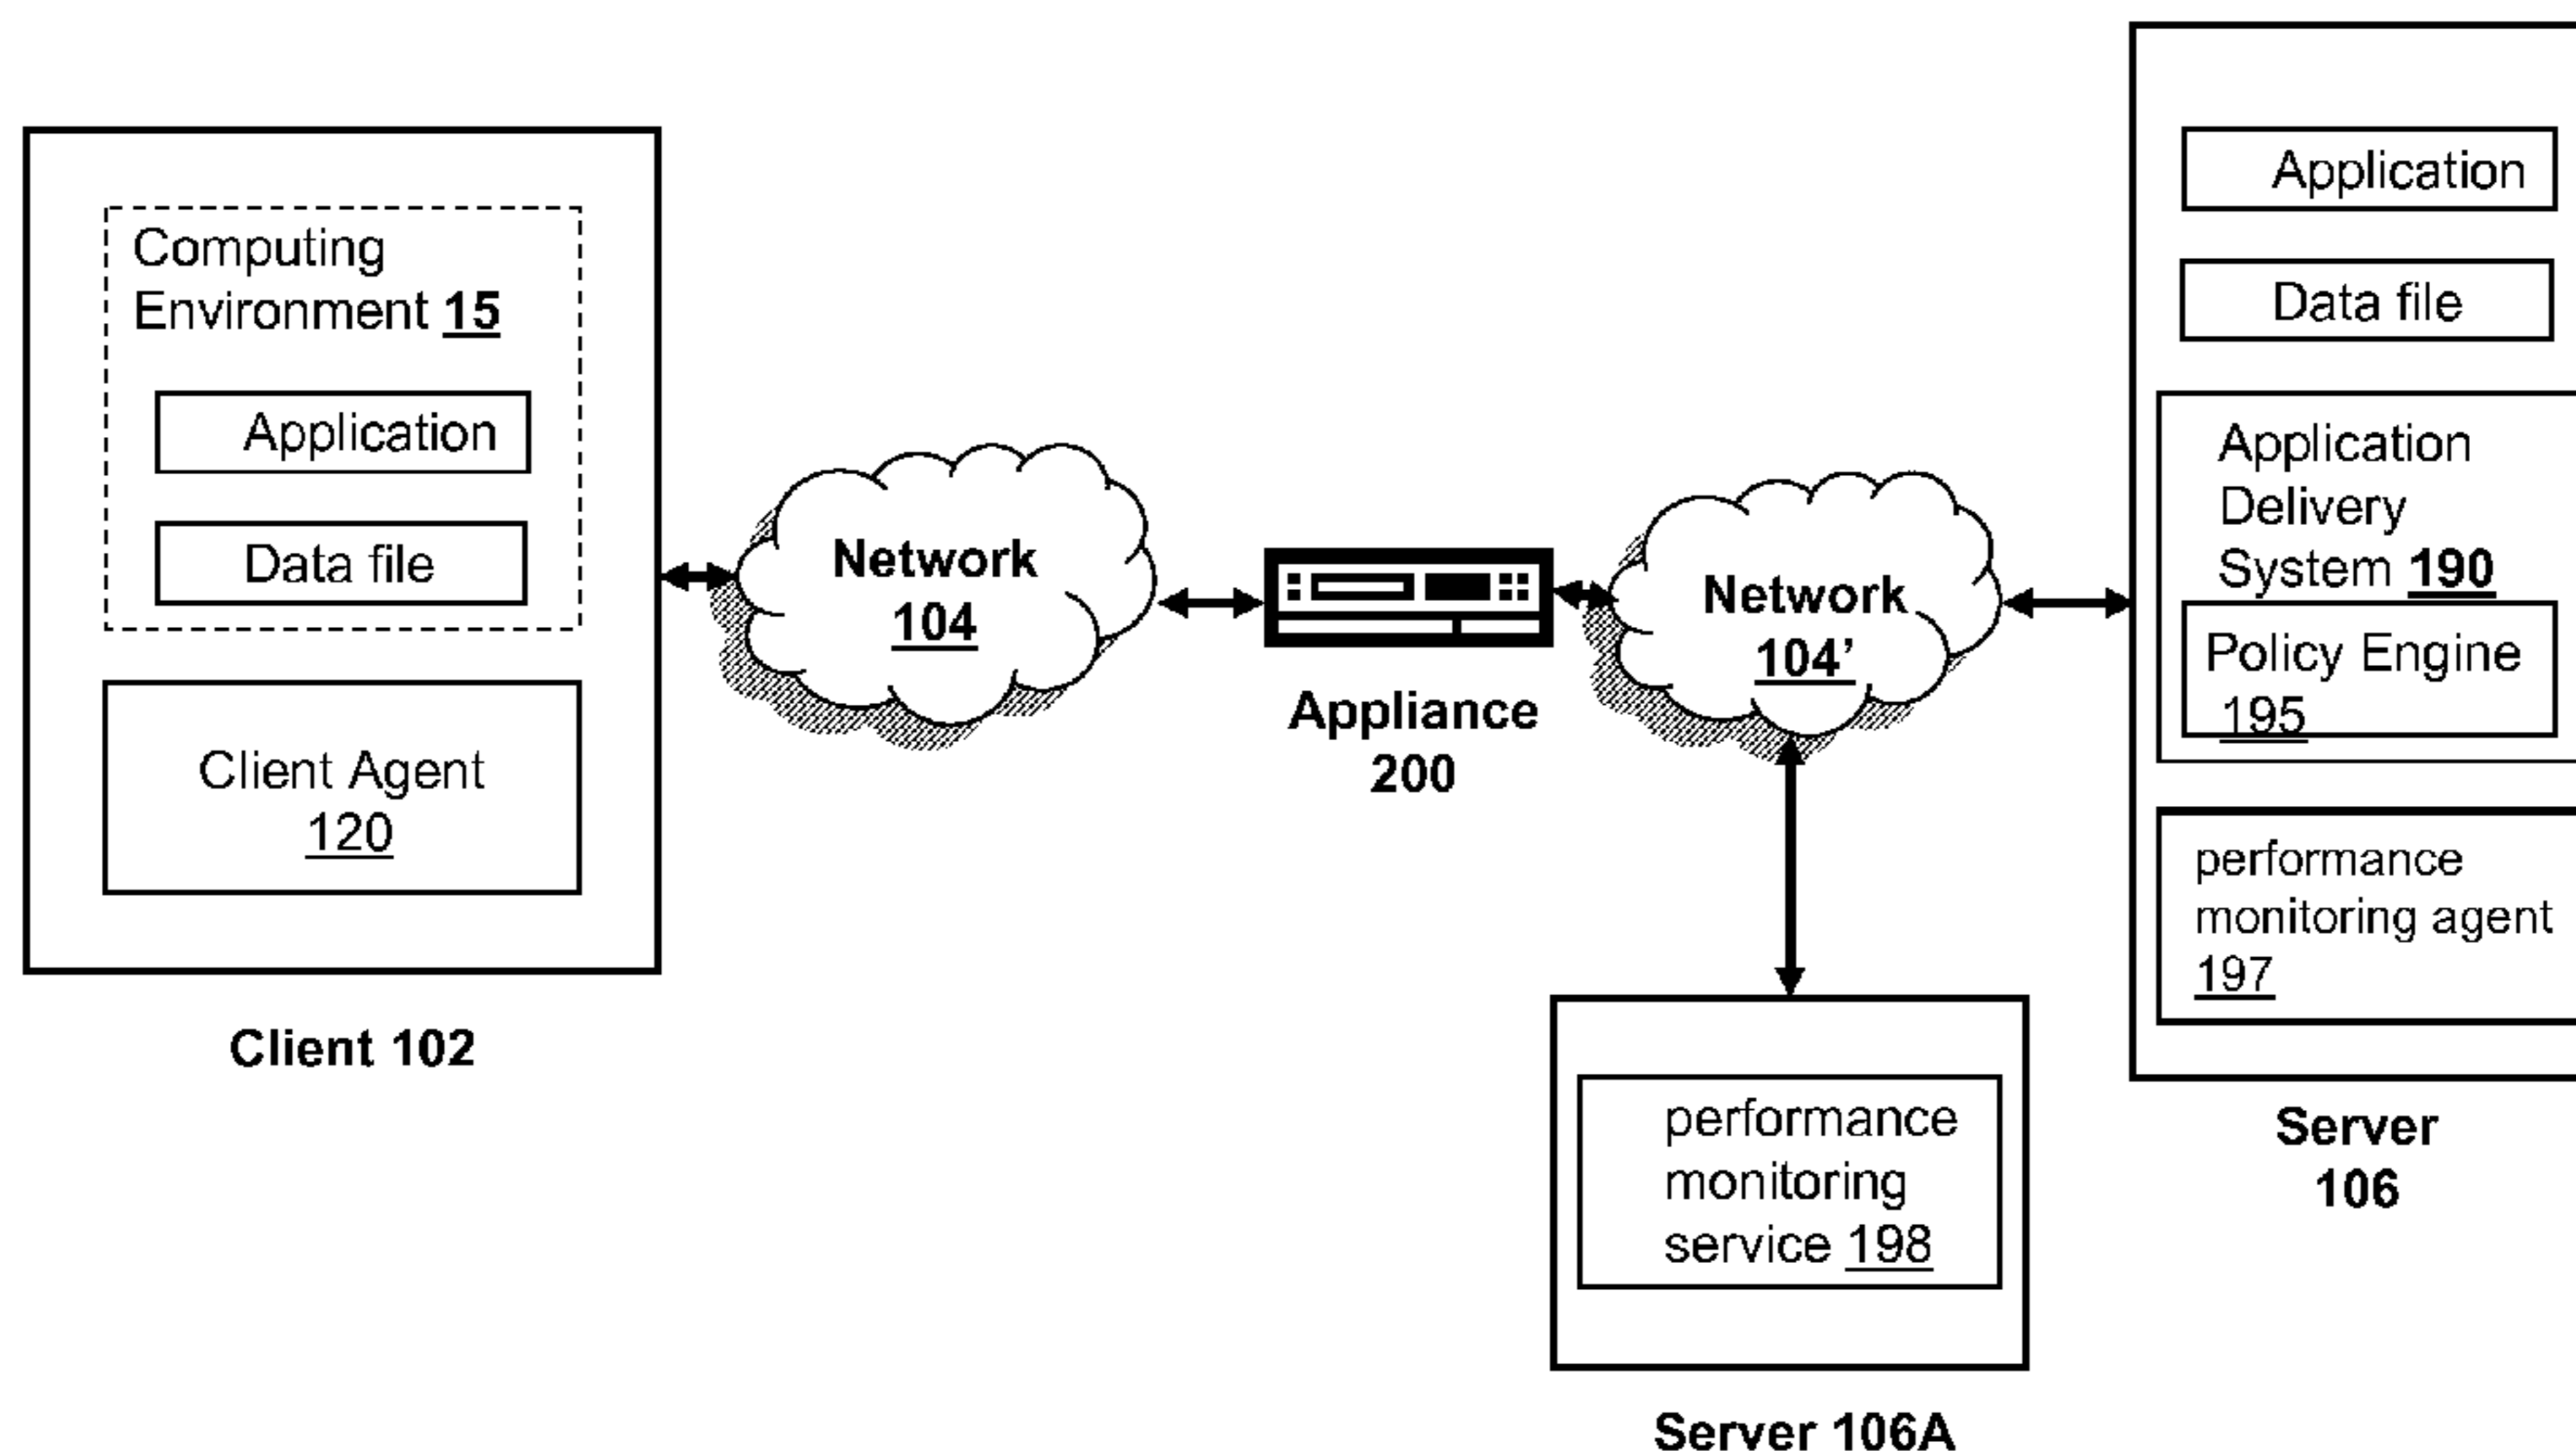 Computing
Environment 15
Application
Data file
Client Agent
120
Client 102
Network
104
Appliance
200
Network
104’
performance
monitoring
service 198
Server 106A
Application
Data file
Application
Delivery
System 190
Policy Engine
195
performance
monitoring agent
197
Server
106